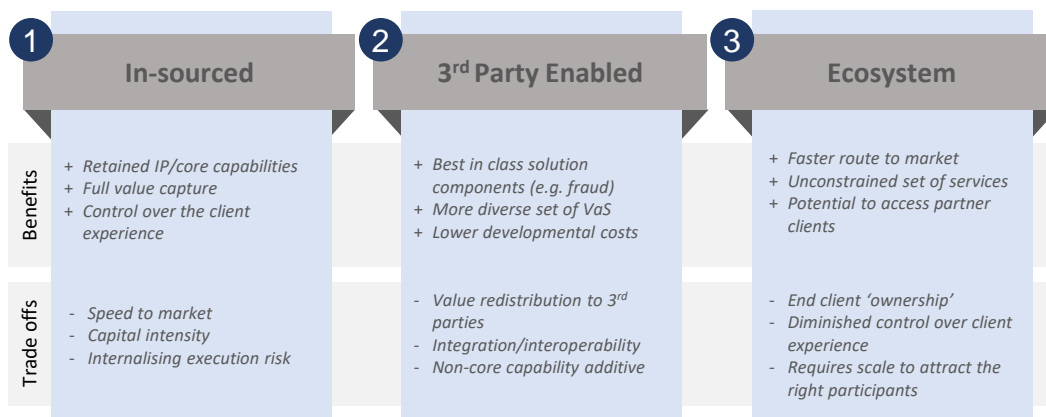 1
In-sourced
2
3rd Party Enabled
3
Ecosystem
Benefits
+ Retained IP/core capabilities
+ Full value capture
+ Control over the client
experience
+ Best in class solution
components (e.g. fraud)
+ More diverse set of VaS
+ Lower developmental costs
+ Faster route to market
+ Unconstrained set of services
+ Potential to access partner
clients
Trade offs
- Speed to market
- Capital intensity
- Internalising execution risk
- Value redistribution to 3rd
parties
- Integration/interoperability
- Non-core capability additive
- End client ‘ownership’
- Diminished control over client
experience
- Requires scale to attract the
right participants